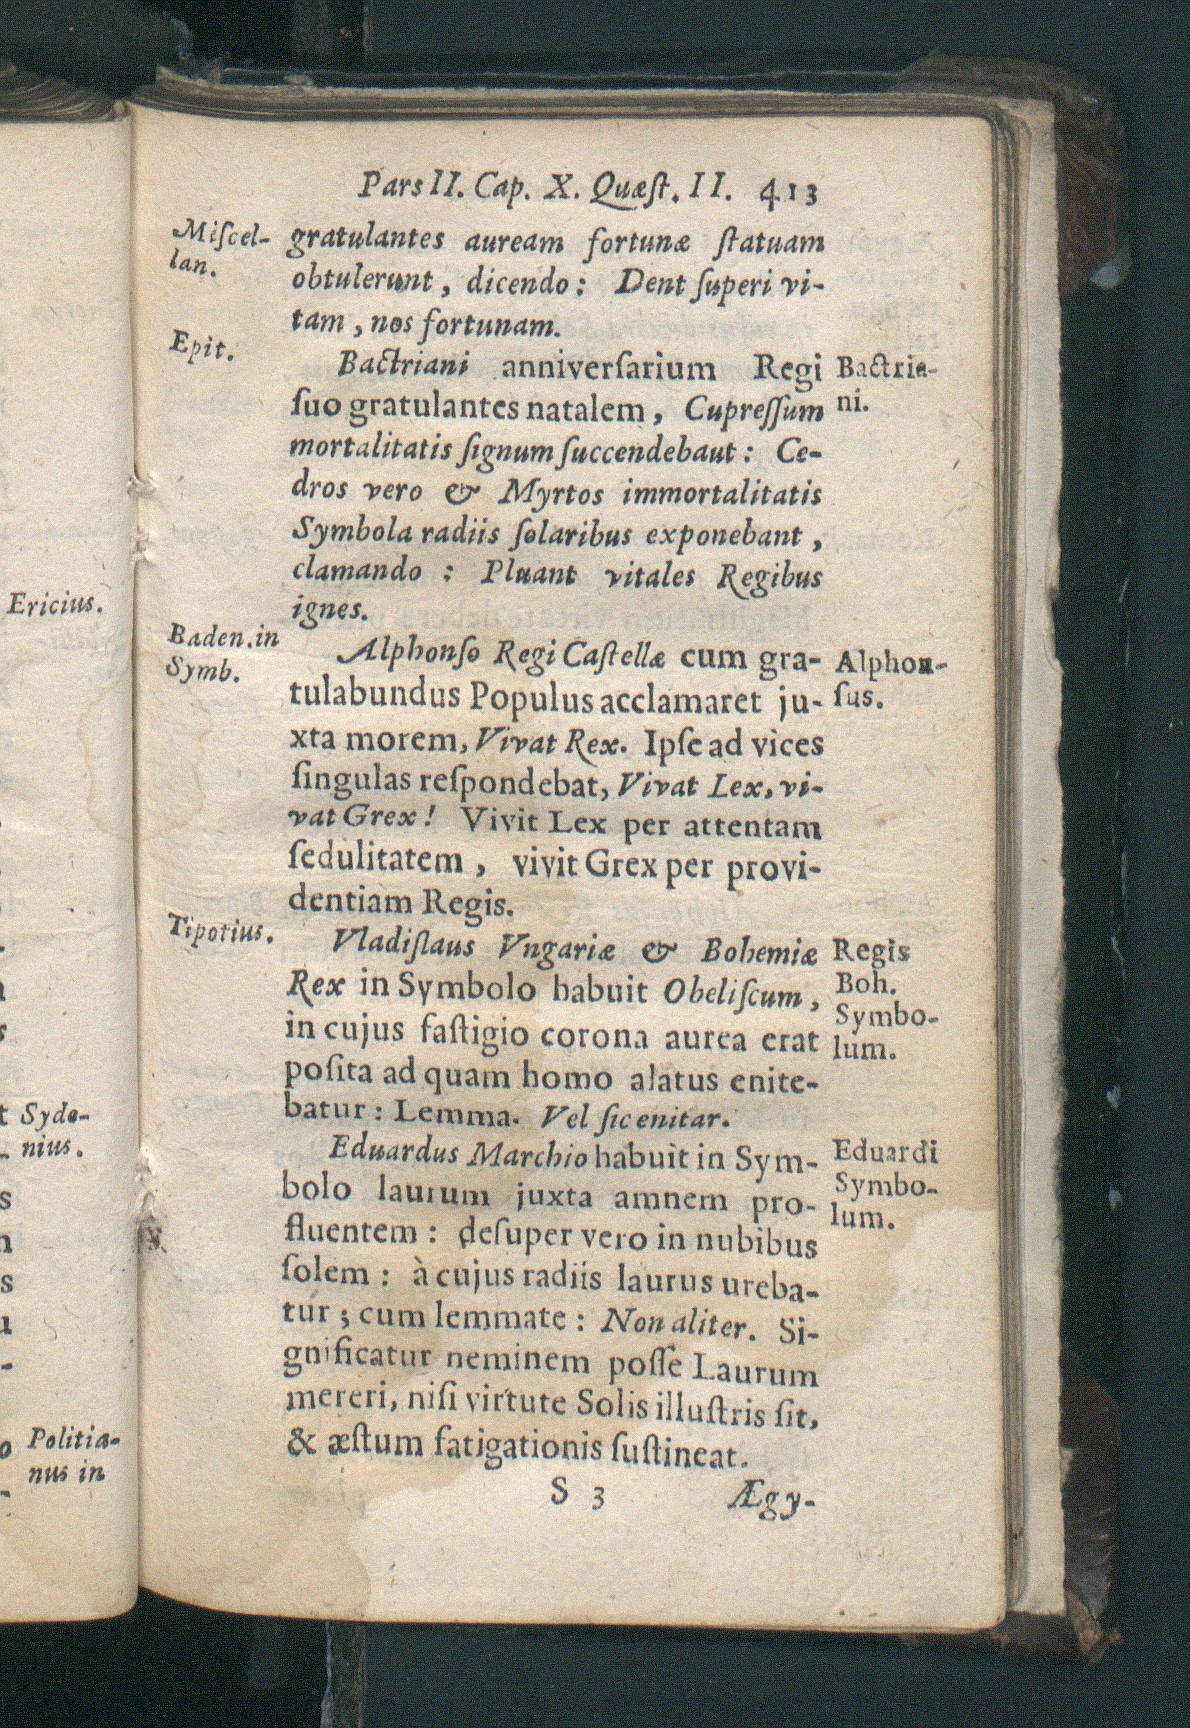 Pars II. Cap. X. Quæſt. II. 413
Miſcel-
lan.
gratulantes auream fortunæ ſtatuam
obtulerunt, dicendo: Dent ſuperi vi-
tam, nos fortunam.
Epit.
Bactriani anniverſarium Regi
ſuo gratulantes natalem, Cupreſſum
mortalitatis ſignum ſuccendebaut: Ce-
dros vero & Myrtos immortalitatis
Symbola radiis ſolaribus exponebant,
clamando: Pluant vitales Regibus
ignes.
Bactria-
ni.
Baden. in
Symb.
Alphonſo Regi Caſtellæ cum gra-
tulabundus Populus acclamaret ju-
xta morem, Vivat Rex. Ipſe ad vices
ſingulas reſpondebat, Vivat Lex, vi-
vat Grex! Vivit Lex per attentam
ſedulitatem, vivit Grex per provi-
dentiam Regis.
Alphon-
ſus.
Tipotius.
Vladiſlaus Vngariæ & Bohemiæ
Rex in Symbolo habuit Obeliſcum,
in cujus faſtigio corona aurea erat
poſita ad quam homo alatus enite-
batur: Lemma. Vel ſic enitar.
Regis
Boh.
Symbo-
lum.
Eduardus Marchio habuit in Sym-
bolo laurum juxta amnem pro-
fluentem: deſuper vero in nubibus
ſolem: à cujus radiis laurus ureba-
tur; cum lemmate: Non aliter. Si-
gnificatur neminem poſſe Laurum
mereri, niſi virtute Solis illuſtris ſit,
& æſtum fatigationis ſuſtineat.
Eduardi
Symbo-
lum.
S 3 Ægy-
Ericius.
Syde-
nius.
Politia-
nus in